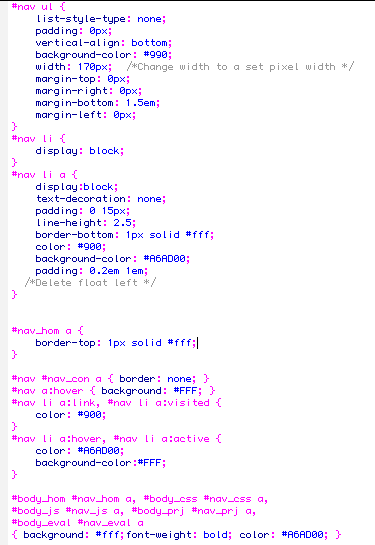 #nav ul {
list-style-type: none;
padding: 0px;
vertical-align: bottom;
background-color: #990;
width: 170px;  /*Change width to a set pixel width */
margin-top: 0px;
margin-right: 0px;
margin-bottom: 1.5em;
margin-left: 0px;
}
#nav li {
display: block;
}
#nav li a {
display:block;
text-decoration: none;
padding: 0 15px;
line-height: 2.5;
border-bottom: 1px solid #fff;
color: #900;
background-color: #A6AD00;
padding: 0.2em 1em;
/*Delete float left */
}
#nav_hom a {
border-top: 1px solid #fff;
}
#nav #nav_con a { border: none; }
#nav a:hover { background: #FFF; }
#nav li a:link, #nav li a:visited {
color: #900;
}
#nav li a:hover, #nav li a:active {
color: #A6AD00;
background-color:#FFF;
}
#body_hom #nav_hom a, #body_css #nav_css a,
#body_js #nav_js a, #body_prj #nav_prj a,
#body_eval #nav_eval a
{ background: #fff;font-weight: bold; color: #A6AD00; }